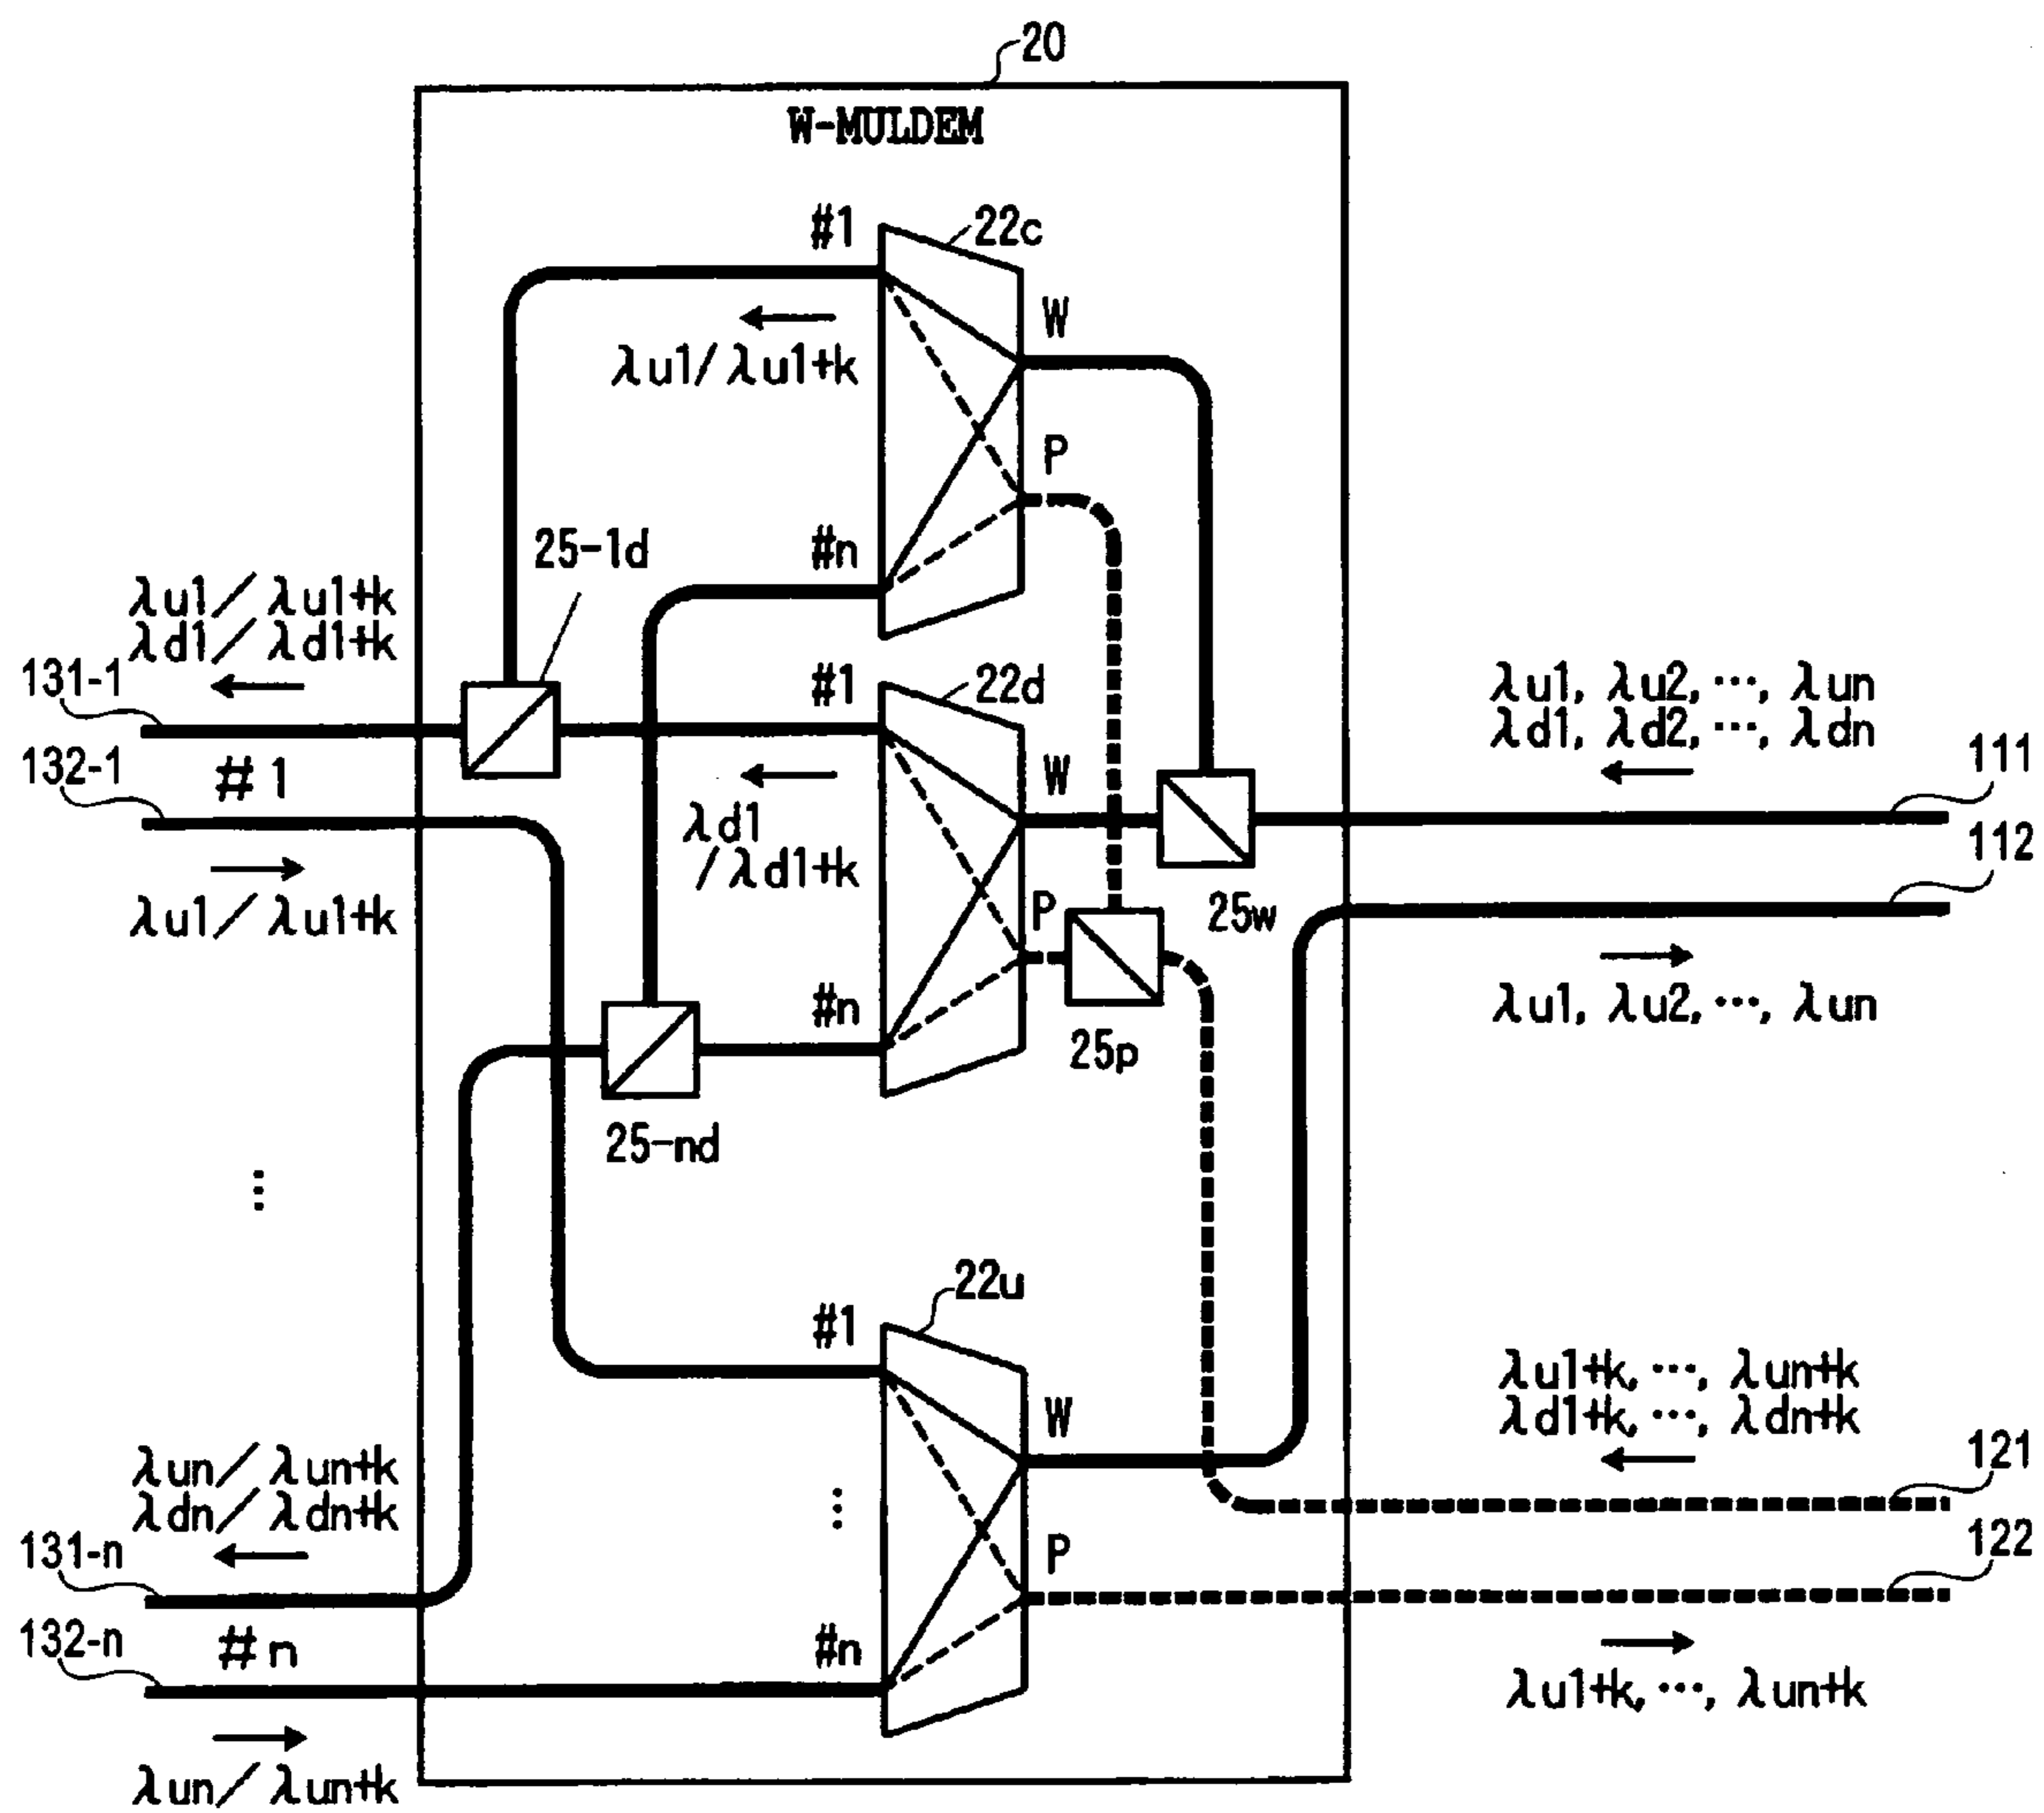 20
W-MULDEM
#1
22c
W
λu1/λu1+k
P
25-1d
#n
λu1/λu1+k
λd1/λd1+k
131-1
#1
22d
λu1, λu2, ···, λun
λd1, λd2, ···, λdn
132-1
#1
W
111
λd1
/λd1+k
112
λu1/λu1+k
P
25w
#n
25p
λu1, λu2, ···, λun
25-nd
⋮
22u
#1
λu1+k, ···, λun+k
λd1+k, ···, λdn+k
W
121
λun/λun+k
λdn/λdn+k
⋮
131-n
P
122
132-n
#n
#n
λu1+k, ···, λun+k
λun/λun+k